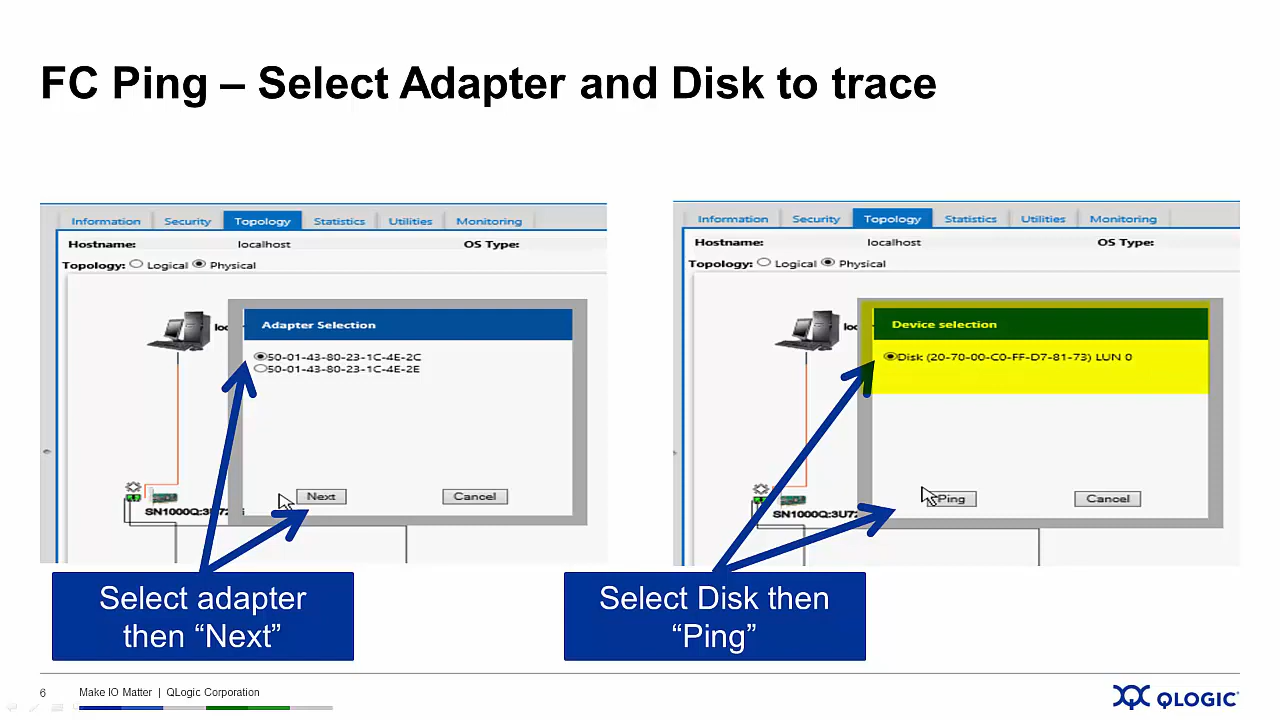 FC Ping – Select Adapter and Disk to trace
Information Security Topology Statistics Utilities Monitoring
Hostname: localhost OS Type:
Topology: Logical Physical
Adapter Selection
50-01-43-80-23-1C-4E-2C
50-01-43-80-23-1C-4E-2E
Next Cancel
Select adapter
then “Next”
Information Security Topology Statistics Utilities Monitoring
Hostname: localhost OS Type:
Topology: Logical Physical
Device selection
Disk (20-70-00-C0-FF-D7-81-73) LUN 0
Ping Cancel
SN1000Q:3U72
Select Disk then
“Ping”
6 Make IO Matter | QLogic Corporation
QLOGIC